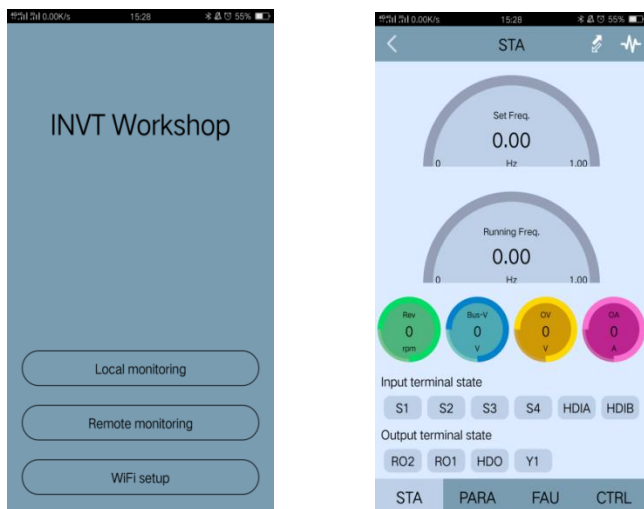 0.00K/s 15:28 55%
INVT Workshop
Local monitoring
Remote monitoring
WiFi setup
0.00K/s 15:28 55%
STA
Set Freq.
0.00
0 Hz 1.00
Running Freq.
0.00
0 Hz 1.00
Rev Bus-V OV OA
0 0 0 0
rpm V V A
Input terminal state
S1 S2 S3 S4 HDIA HDIB
Output terminal state
RO2 RO1 HDO Y1
STA PARA FAU CTRL